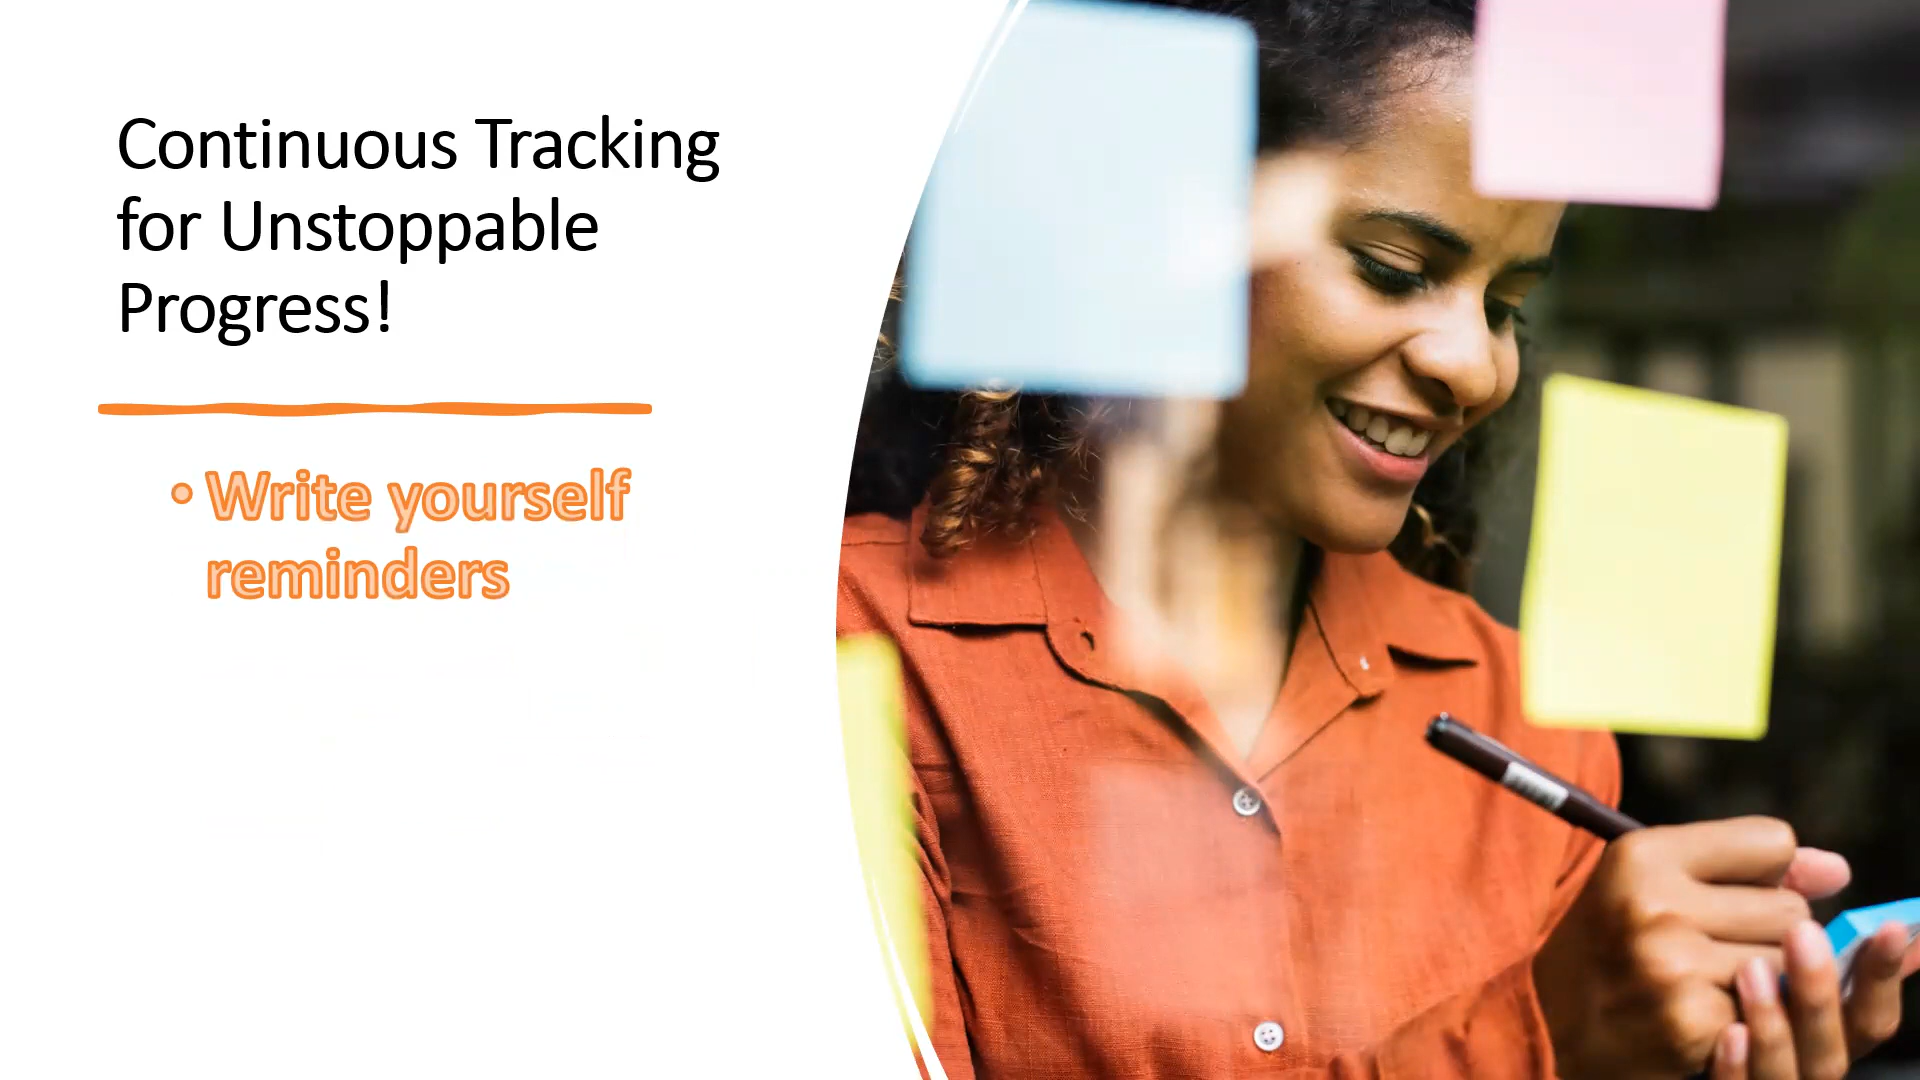 Continuous Tracking
for Unstoppable
Progress!
• Write yourself
reminders